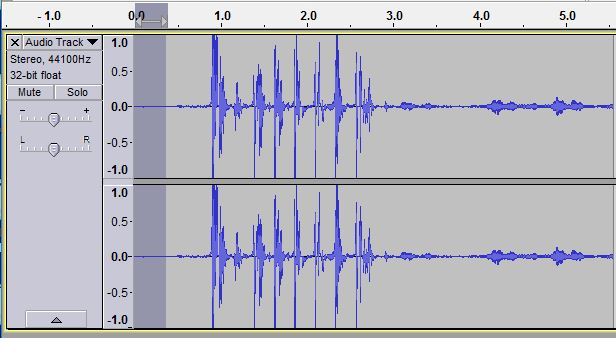 - 1.0 0.0 1.0 2.0 3.0 4.0 5.0
X Audio Track
Stereo, 44100Hz
32-bit float
Mute Solo
- +
L R
1.0
0.5-
0.0-
-0.5-
-1.0
1.0
0.5-
0.0-
-0.5-
-1.0